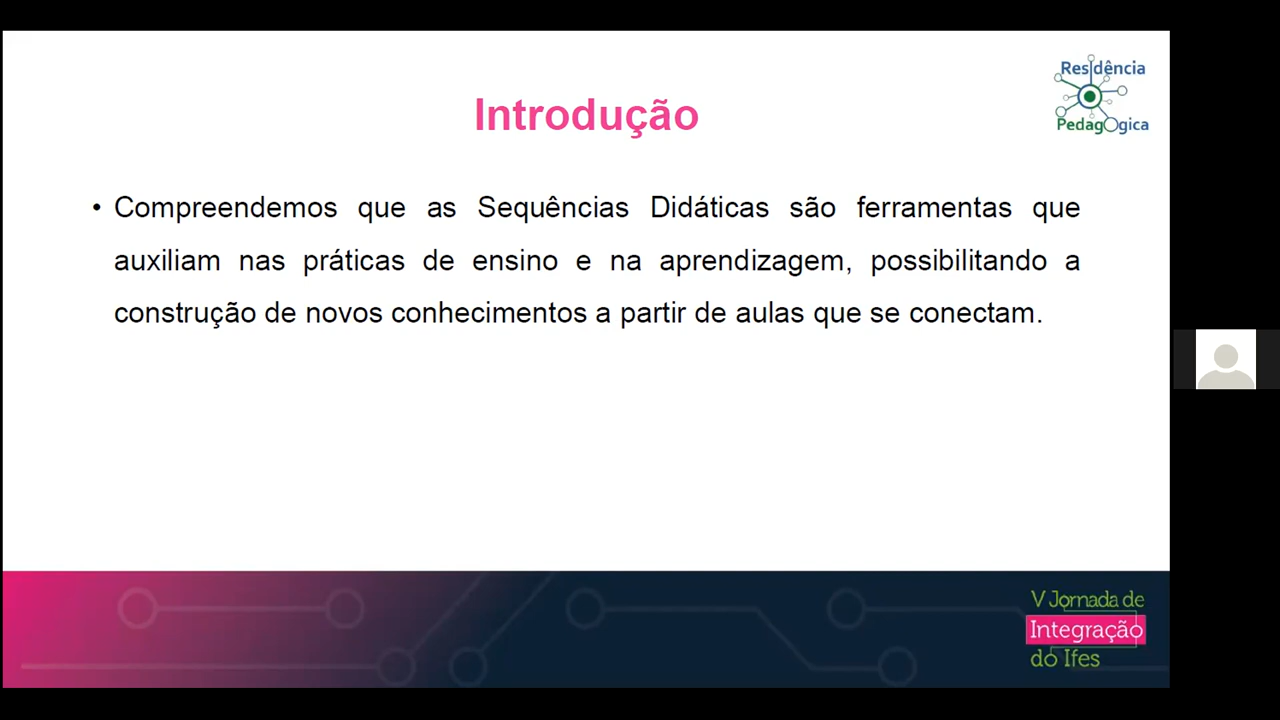 Residência
Pedagógica
Introdução
• Compreendemos que as Sequências Didáticas são ferramentas que
auxiliam nas práticas de ensino e na aprendizagem, possibilitando a
construção de novos conhecimentos a partir de aulas que se conectam.
V Jornada de
Integração
do Ifes